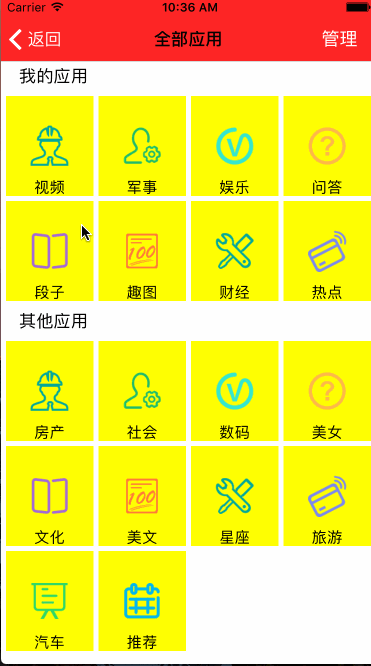 Carrier 10:36 AM
返回 全部应用 管理
我的应用
视频 军事 娱乐 问答
100
段子 趣图 财经 热点
其他应用
房产 社会 数码 美女
100
文化 美文 星座 旅游
汽车 推荐